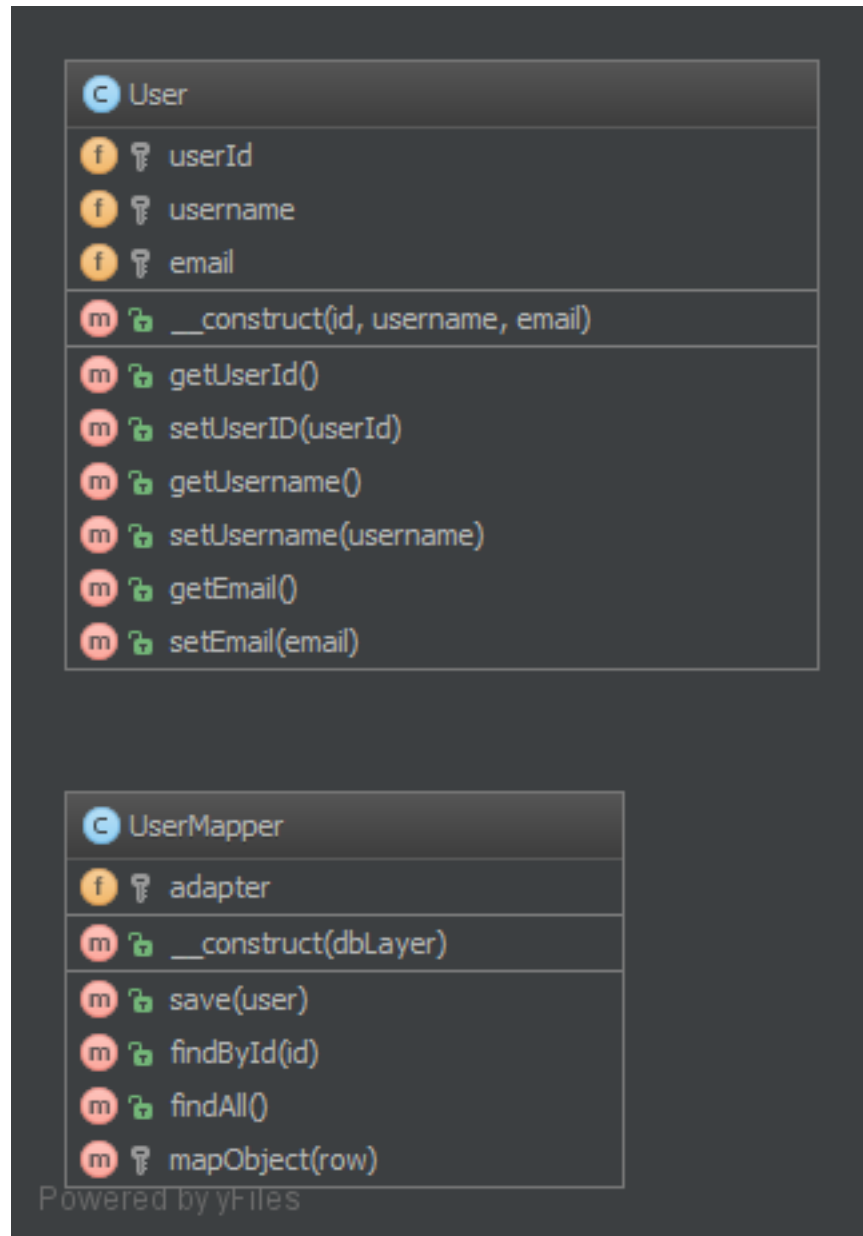 C User
f userId
f username
f email
m __construct(id, username, email)
m getUserId()
m setUserID(userId)
m getUsername()
m setUsername(username)
m getEmail()
m setEmail(email)
C UserMapper
f adapter
m __construct(dbLayer)
m save(user)
m findById(id)
m findAll()
m mapObject(row)
Powered by yFiles